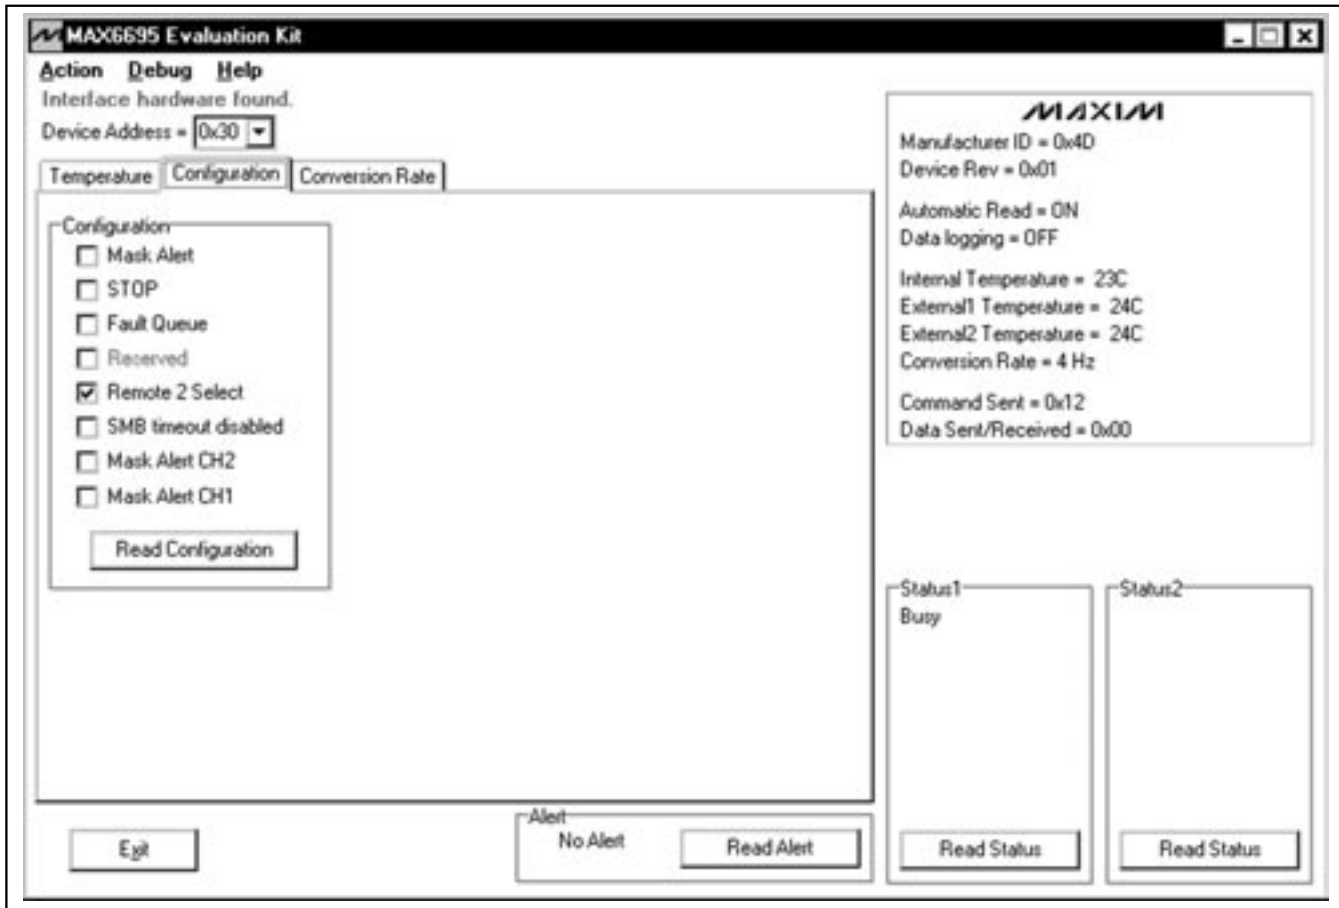 MAX6695 Evaluation Kit
Action Debug Help
Interface hardware found.
Device Address = 0x30
Temperature Configuration Conversion Rate
Configuration
Mask Alert
STOP
Fault Queue
Reserved
Remote 2 Select
SMB timeout disabled
Mask Alert CH2
Mask Alert CH1
Read Configuration
MAXIM
Manufacturer ID = 0x4D
Device Rev = 0x01
Automatic Read = ON
Data logging = OFF
Internal Temperature = 23C
External1 Temperature = 24C
External2 Temperature = 24C
Conversion Rate = 4 Hz
Command Sent = 0x12
Data Sent/Received = 0x00
Status1
Busy
Read Status
Status2
Read Status
Alert
No Alert
Read Alert
Exit